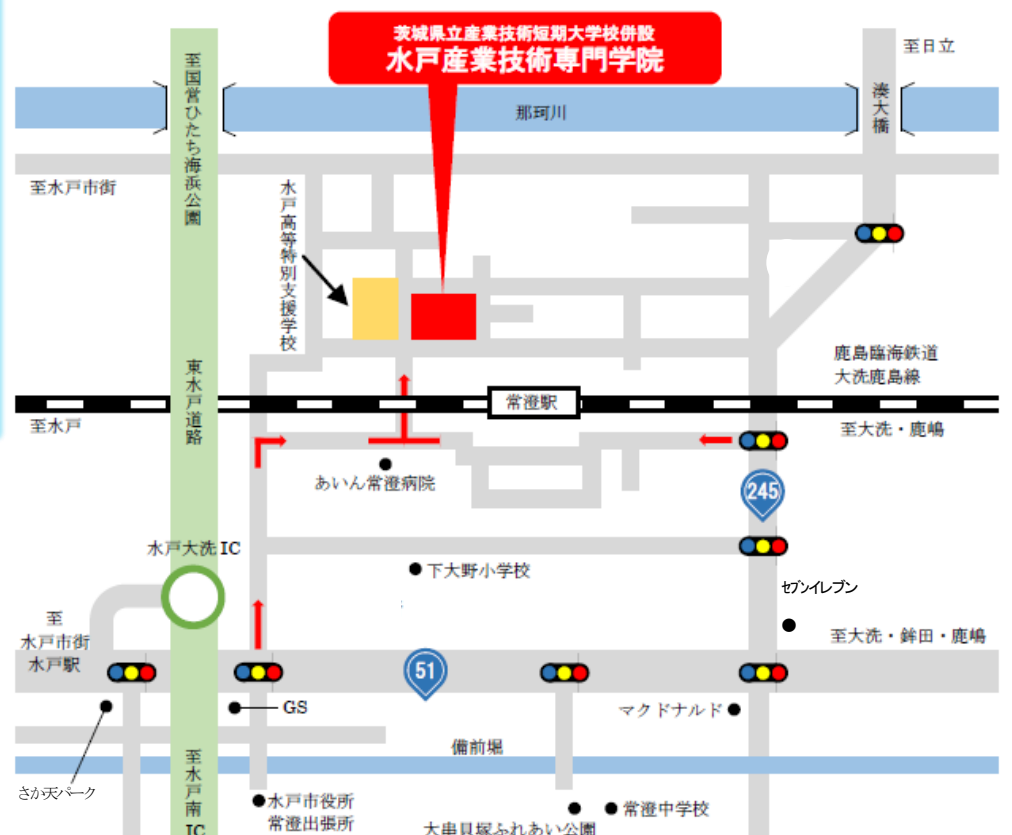 茨城県立産業技術短期大学校併設
水戸産業技術専門学院
至日立
至国営ひたち海浜公園
那珂川
湊大橋
至水戸市街
水戸高等特別支援学校
東水戸道路
鹿島臨海鉄道
大洗鹿島線
常澄駅
至水戸
至大洗・鹿嶋
あいん常澄病院
245
水戸大洗IC
下大野小学校
セブンイレブン
至
水戸市街
水戸駅
至大洗・鉾田・鹿嶋
51
GS
マクドナルド
備前堀
至水戸南IC
さか天パーク
水戸市役所
常澄出張所
常澄中学校
大串貝塚ふれあい公園